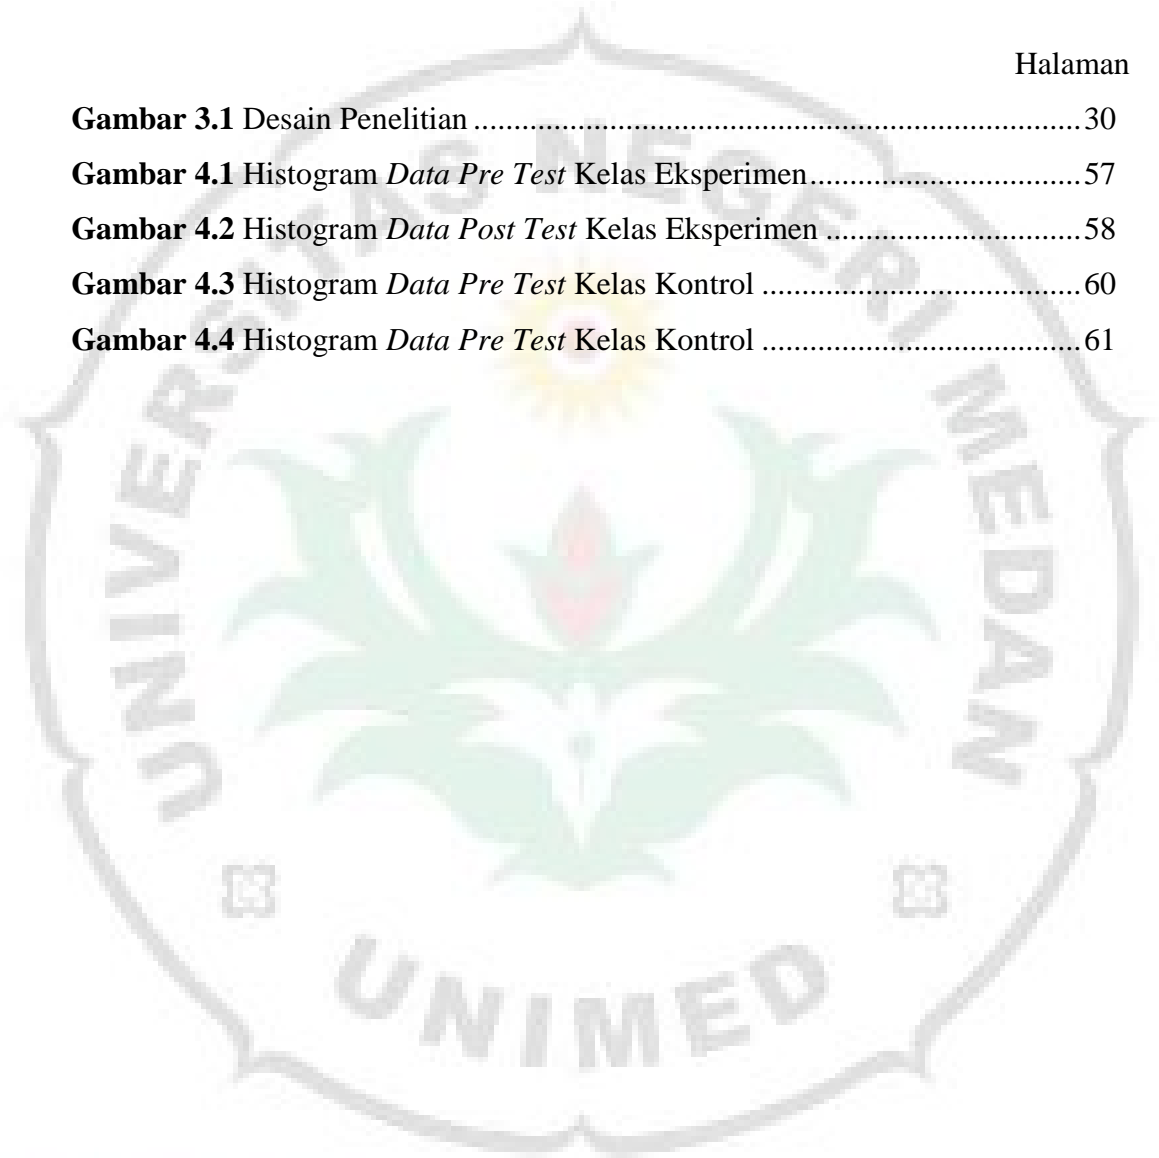 Halaman
Gambar 3.1 Desain Penelitian ............................................................................ 30
Gambar 4.1 Histogram Data Pre Test Kelas Eksperimen .................................. 57
Gambar 4.2 Histogram Data Post Test Kelas Eksperimen ................................ 58
Gambar 4.3 Histogram Data Pre Test Kelas Kontrol ........................................ 60
Gambar 4.4 Histogram Data Pre Test Kelas Kontrol ........................................ 61
UNIVERSITAS NEGERI MEDAN
UNIMED